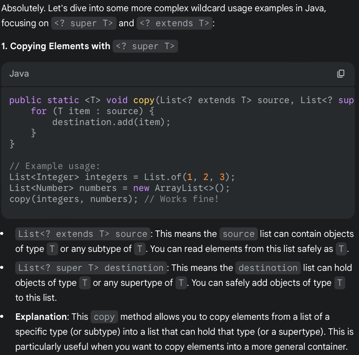 Absolutely. Let's dive into some more complex wildcard usage examples in Java,
focusing on <? super T> and <? extends T>:
1. Copying Elements with <? super T>
Java
public static <T> void copy(List<? extends T> source, List<? sup
    for (T item : source) {
        destination.add(item);
    }
}
// Example usage:
List<Integer> integers = List.of(1, 2, 3);
List<Number> numbers = new ArrayList<>();
copy(integers, numbers); // Works fine!
• List<? extends T> source: This means the source list can contain objects
of type T or any subtype of T. You can read elements from this list safely as T.
• List<? super T> destination: This means the destination list can hold
objects of type T or any supertype of T. You can safely add objects of type T
to this list.
• Explanation: This copy method allows you to copy elements from a list of a
specific type (or subtype) into a list that can hold that type (or a supertype). This is
particularly useful when you want to copy elements into a more general container.